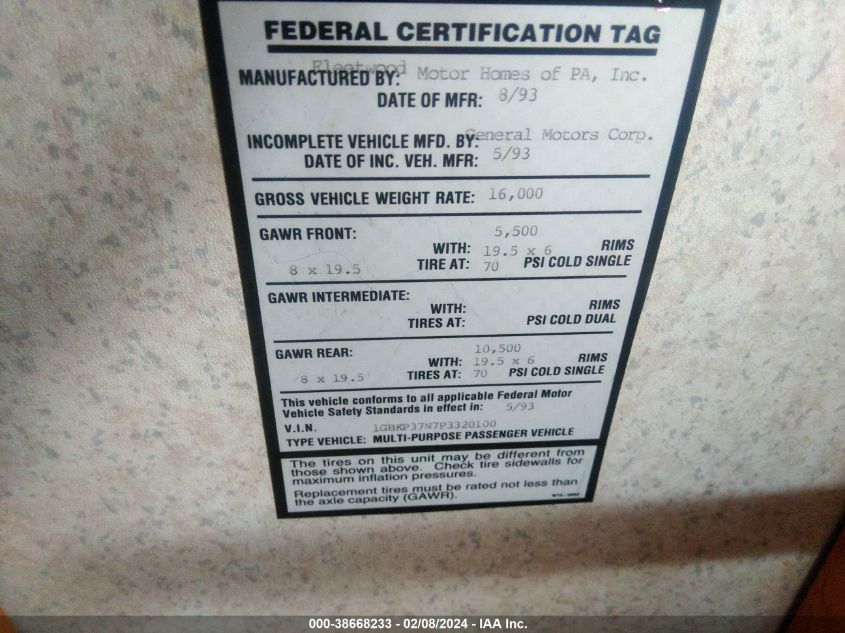 FEDERAL CERTIFICATION TAG
MANUFACTURED BY: Fleetwood Motor Homes of PA, Inc.
DATE OF MFR: 8/93
INCOMPLETE VEHICLE MFD. BY: General Motors Corp.
DATE OF INC. VEH. MFR: 5/93
GROSS VEHICLE WEIGHT RATE: 16,000
GAWR FRONT: 5,500
WITH: 19.5 x 6 RIMS
8 x 19.5 TIRE AT: 70 PSI COLD SINGLE
GAWR INTERMEDIATE:
WITH: RIMS
TIRES AT: PSI COLD DUAL
GAWR REAR: 10,500
WITH: 19.5 x 6 RIMS
8 x 19.5 TIRES AT: 70 PSI COLD SINGLE
This vehicle conforms to all applicable Federal Motor
Vehicle Safety Standards in effect in: 5/93
V.I.N. 1GBKP37N7P3320100
TYPE VEHICLE: MULTI-PURPOSE PASSENGER VEHICLE
The tires on this unit may be different from
those shown above. Check tire sidewalls for
maximum inflation pressures.
Replacement tires must be rated not less than
the axle capacity (GAWR).
000-38668233 - 02/08/2024 - IAA Inc.